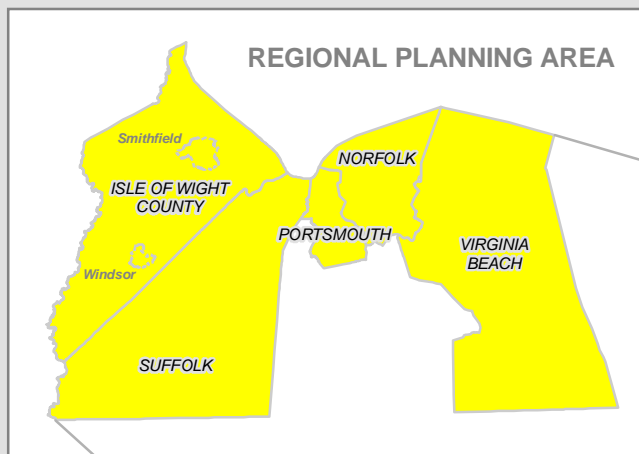 REGIONAL PLANNING AREA
Smithfield
NORFOLK
ISLE OF WIGHT
COUNTY
PORTSMOUTH
VIRGINIA
BEACH
Windsor
SUFFOLK